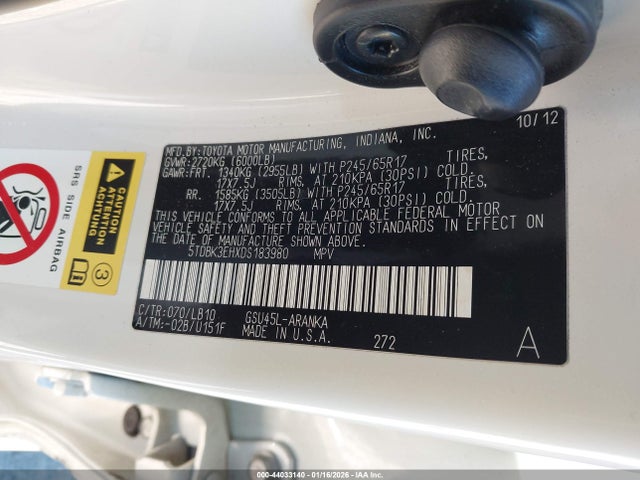 10/12
MFD.BY:TOYOTA MOTOR MANUFACTURING, INDIANA, INC.
GVWR:2720KG (6000LB)
GAWR:FRT. 1340KG (2955LB) WITH P245/65R17 TIRES,
17X7.5J RIMS, AT 210KPA (30PSI) COLD.
RR. 1585KG (3505LB) WITH P245/65R17 TIRES,
17X7.5J RIMS, AT 210KPA (30PSI) COLD.
THIS VEHICLE CONFORMS TO ALL APPLICABLE FEDERAL MOTOR
VEHICLE SAFETY AND THEFT PREVENTION STANDARDS IN EFFECT ON
THE DATE OF MANUFACTURE SHOWN ABOVE.
5TDBK3EHXDS183980 MPV
C/TR:070/LB10 GSU45L-ARANKA
A/TM:-02B/U151F MADE IN U.S.A.
272 A
SRS SIDE AIRBAG
CAUTION
ATTENTION
ACHTUNG
3
000-44033140 - 01/16/2026 - IAAI.COM